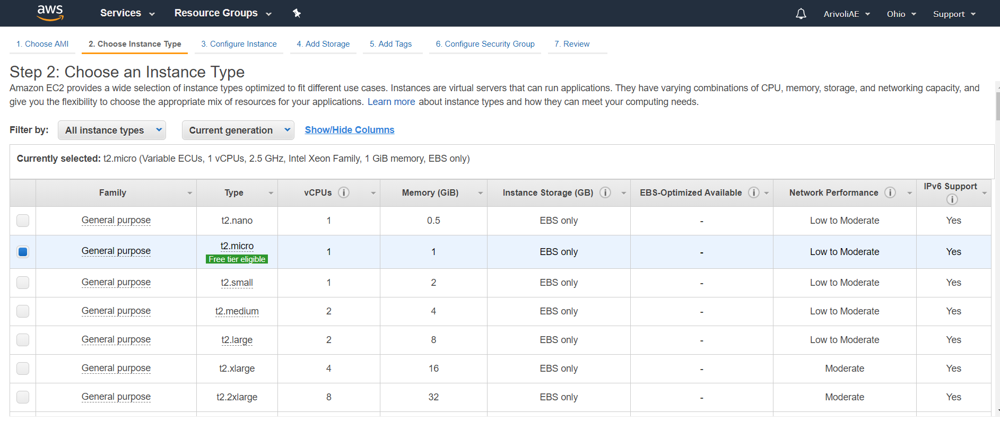 aws Services Resource Groups ArivoliAE Ohio Support
1. Choose AMI 2. Choose Instance Type 3. Configure Instance 4. Add Storage 5. Add Tags 6. Configure Security Group 7. Review
Step 2: Choose an Instance Type
Amazon EC2 provides a wide selection of instance types optimized to fit different use cases. Instances are virtual servers that can run applications. They have varying combinations of CPU, memory, storage, and networking capacity, and
give you the flexibility to choose the appropriate mix of resources for your applications. Learn more about instance types and how they can meet your computing needs.
Filter by: All instance types Current generation Show/Hide Columns
Currently selected: t2.micro (Variable ECUs, 1 vCPUs, 2.5 GHz, Intel Xeon Family, 1 GiB memory, EBS only)
Family Type vCPUs i Memory (GiB) Instance Storage (GB) i EBS-Optimized Available i Network Performance i IPv6 Support i
General purpose t2.nano 1 0.5 EBS only - Low to Moderate Yes
General purpose t2.micro 1 1 EBS only - Low to Moderate Yes
Free tier eligible
General purpose t2.small 1 2 EBS only - Low to Moderate Yes
General purpose t2.medium 2 4 EBS only - Low to Moderate Yes
General purpose t2.large 2 8 EBS only - Low to Moderate Yes
General purpose t2.xlarge 4 16 EBS only - Moderate Yes
General purpose t2.2xlarge 8 32 EBS only - Moderate Yes